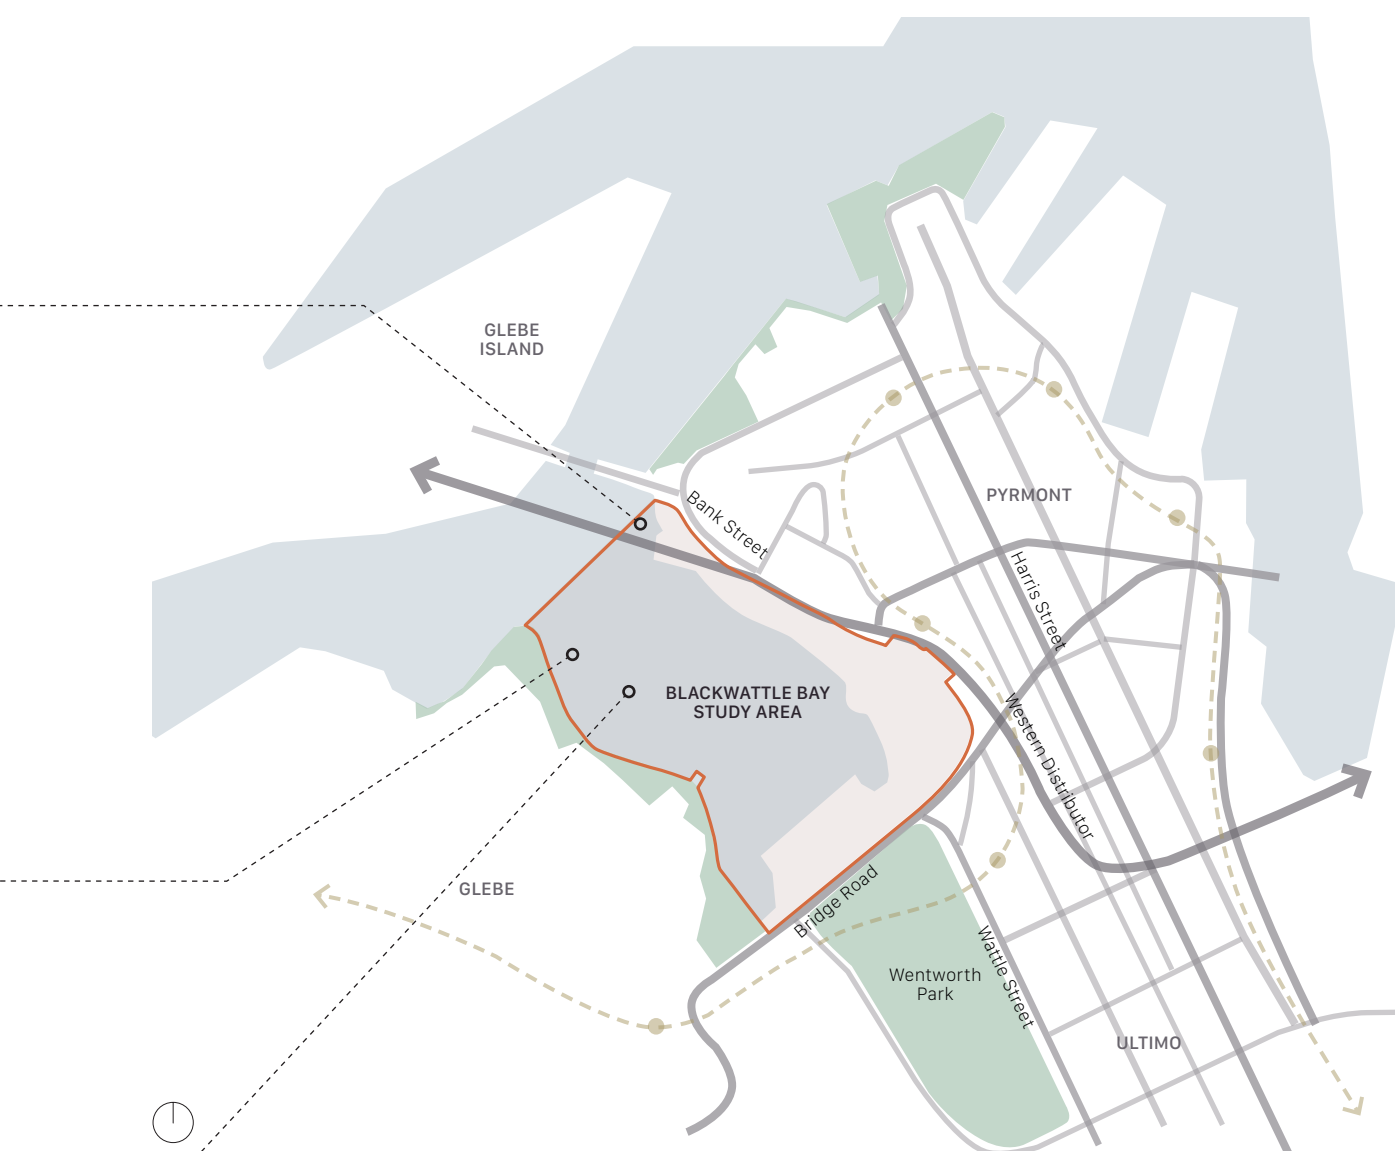 GLEBE
ISLAND
Bank Street
PYRMONT
Harris Street
BLACKWATTLE BAY
STUDY AREA
Western Distributor
GLEBE
Bridge Road
Wattle Street
Wentworth
Park
ULTIMO